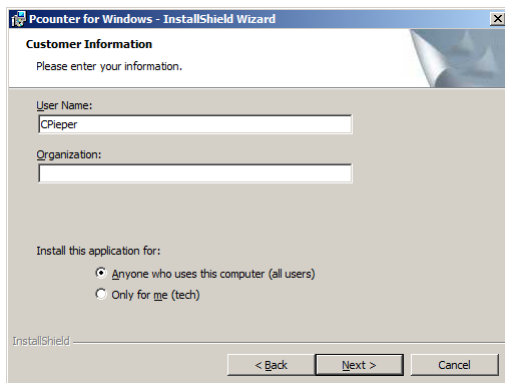 Pcounter for Windows - InstallShield Wizard
Customer Information
Please enter your information.
User Name:
CPieper
Organization:
Install this application for:
Anyone who uses this computer (all users)
Only for me (tech)
InstallShield
< Back Next > Cancel